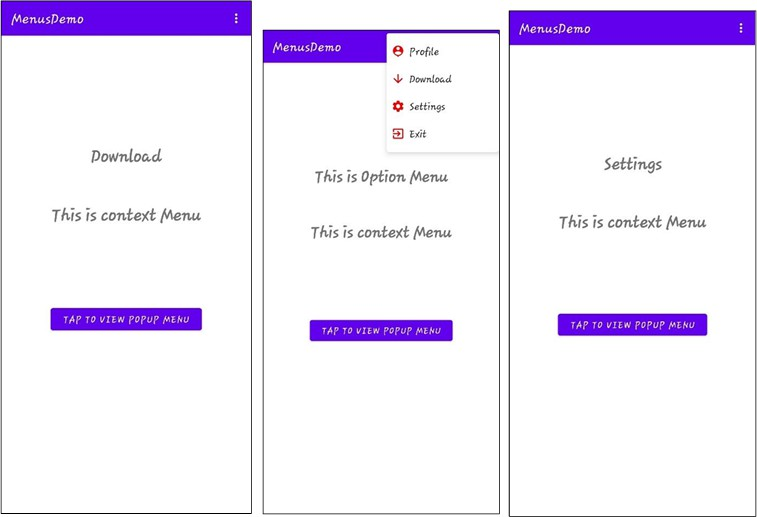 MenusDemo
Download
This is context Menu
TAP TO VIEW POPUP MENU
MenusDemo
Profile
Download
Settings
Exit
This is Option Menu
This is context Menu
TAP TO VIEW POPUP MENU
MenusDemo
Settings
This is context Menu
TAP TO VIEW POPUP MENU